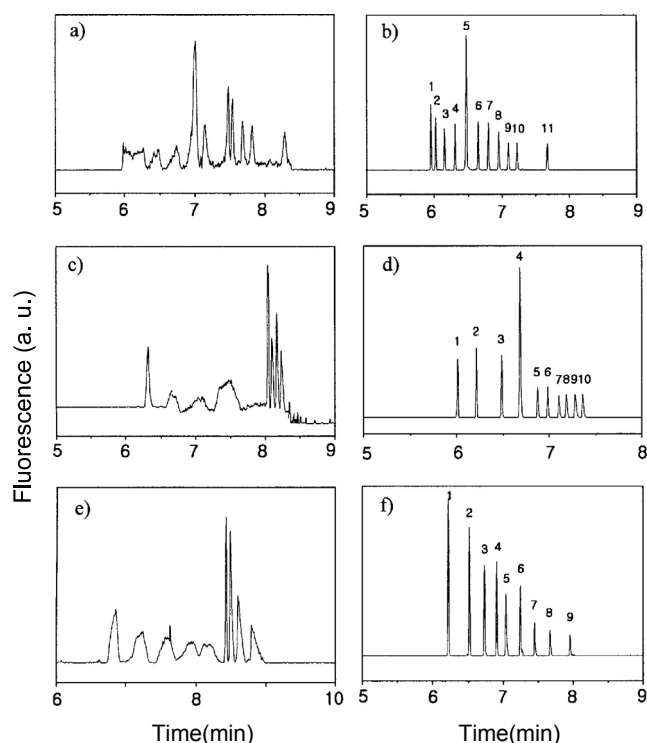 a)
5 6 7 8 9
b)
1 2 3 4 5 6 7 8 9 10 11
5 6 7 8 9
c)
5 6 7 8 9
d)
1 2 3 4 5 6 7 8 9 10
5 6 7 8
e)
6 7 8 9 10
f)
1 2 3 4 5 6 7 8 9
5 6 7 8 9
Fluorescence (a. u.)
Time(min) Time(min)